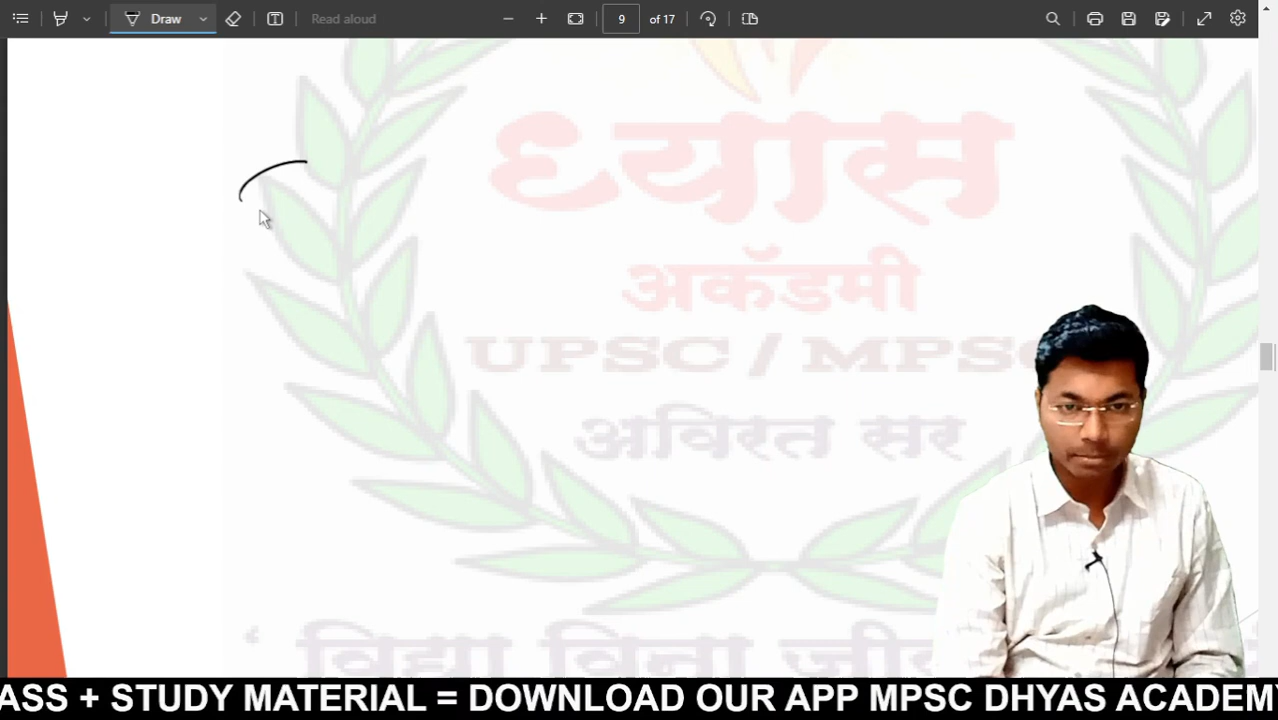 Draw
Read aloud
9 of 17
ध्यास
अकॅडमी
UPSC / MPSC
अविरत सर
‘ विद्या विना
ASS + STUDY MATERIAL = DOWNLOAD OUR APP MPSC DHYAS ACADEMY